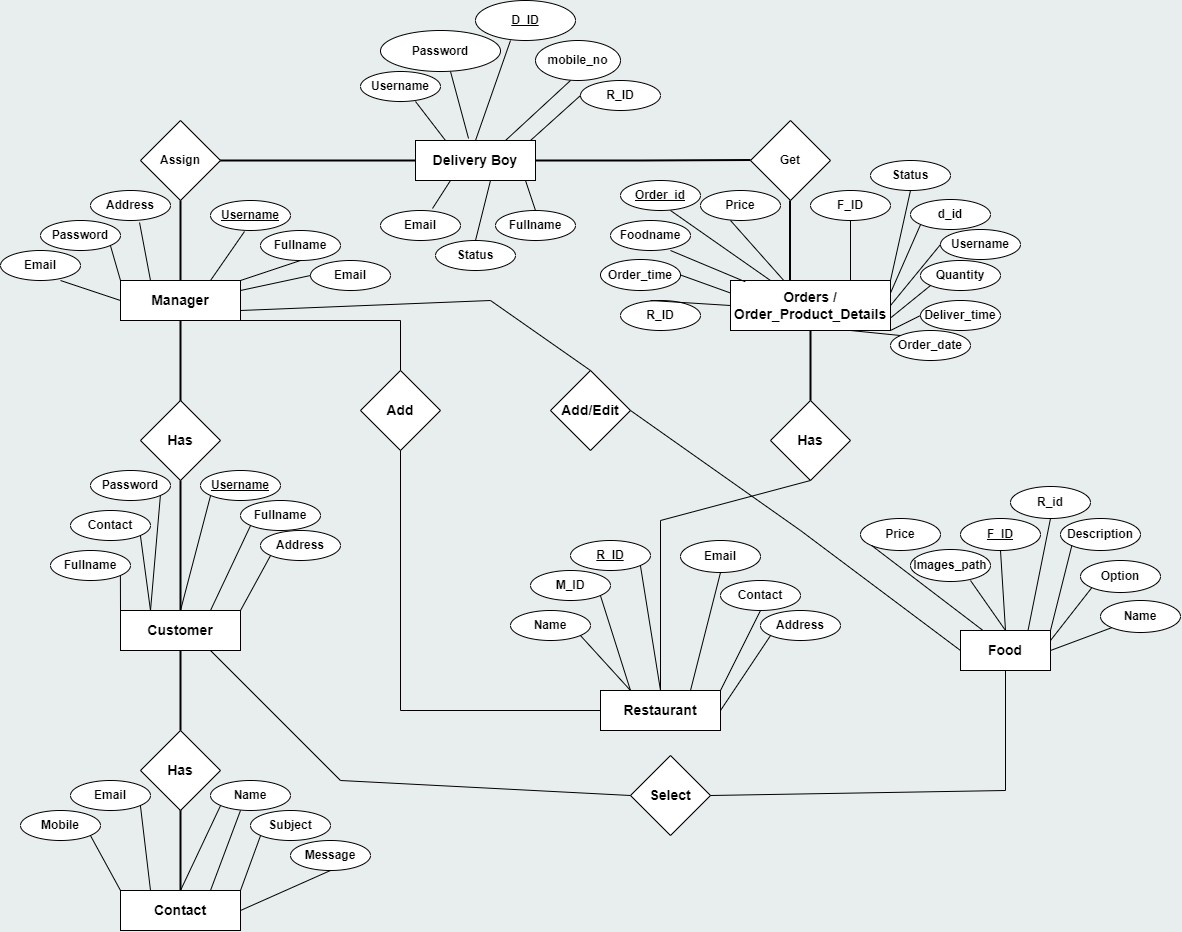 D_ID
Password
mobile_no
Username
R_ID
Assign
Delivery Boy
Get
Status
Address
Username
Order_id
Price
F_ID
d_id
Password
Fullname
Email
Fullname
Foodname
Username
Email
Email
Status
Order_time
Quantity
Manager
Orders /
Order_Product_Details
R_ID
Deliver_time
Order_date
Add
Add/Edit
Has
Has
Password
Username
R_id
Contact
Fullname
Price
F_ID
Description
Fullname
Address
R_ID
Email
Images_path
Option
M_ID
Contact
Name
Name
Address
Customer
Food
Restaurant
Has
Select
Email
Name
Mobile
Subject
Message
Contact